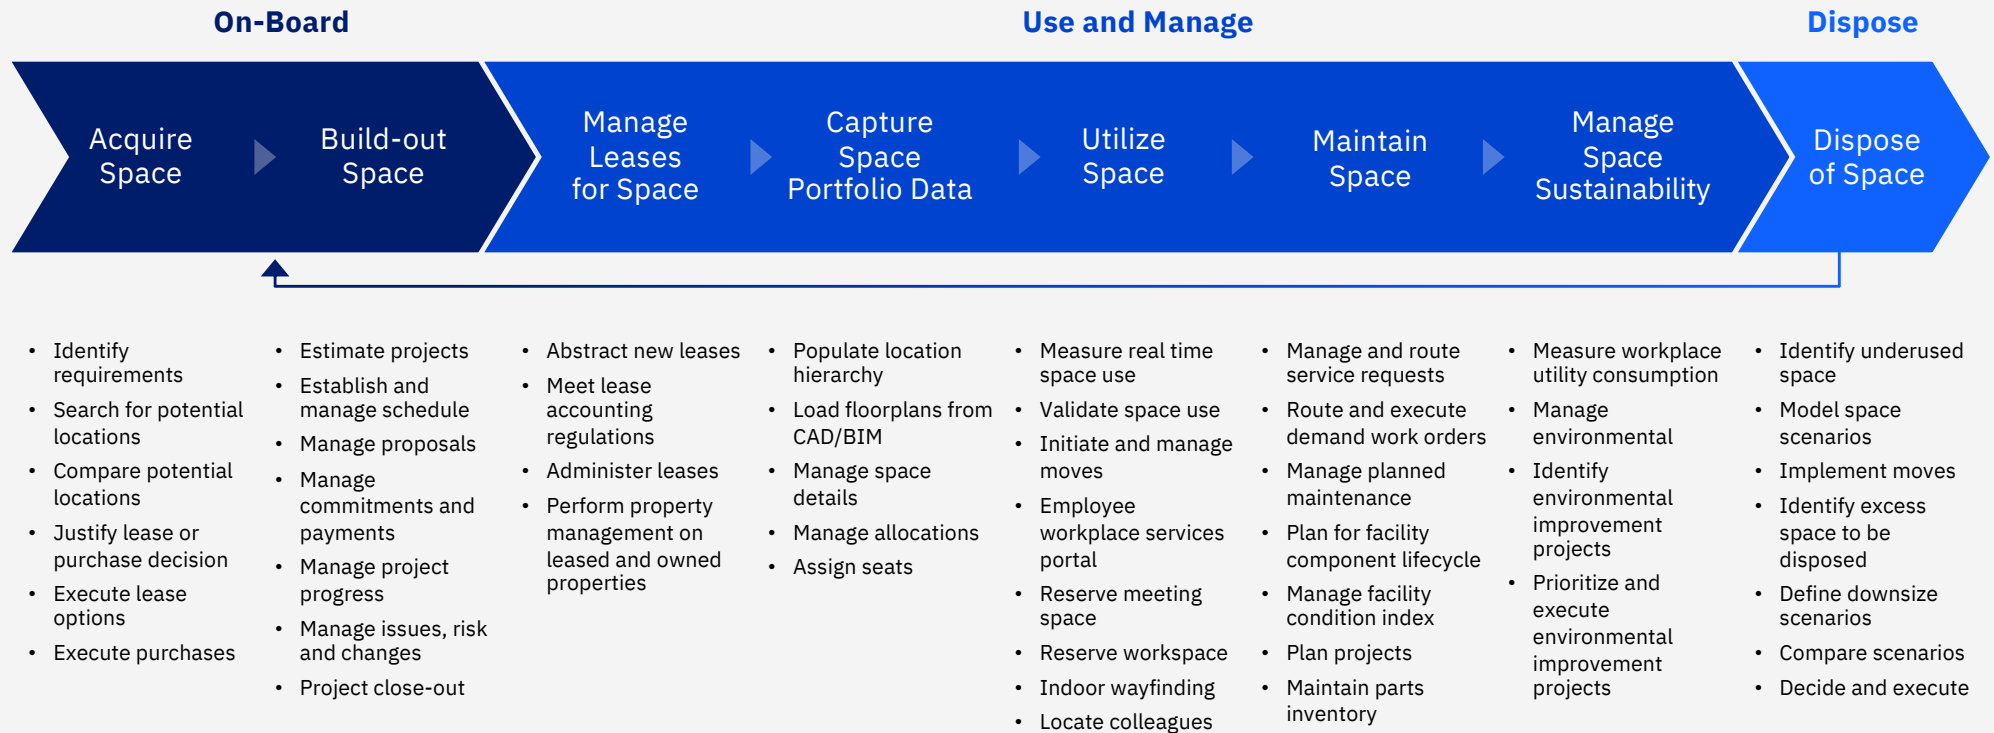 On-Board
Use and Manage
Dispose
Acquire
Space
Build-out
Space
Manage
Leases
for Space
Capture
Space
Portfolio Data
Utilize
Space
Maintain
Space
Manage
Space
Sustainability
Dispose
of Space
• Identify
requirements
• Search for potential
locations
• Compare potential
locations
• Justify lease or
purchase decision
• Execute lease
options
• Execute purchases
• Estimate projects
• Establish and
manage schedule
• Manage proposals
• Manage
commitments and
payments
• Manage project
progress
• Manage issues, risk
and changes
• Project close-out
• Abstract new leases
• Meet lease
accounting
regulations
• Administer leases
• Perform property
management on
leased and owned
properties
• Populate location
hierarchy
• Load floorplans from
CAD/BIM
• Manage space
details
• Manage allocations
• Assign seats
• Measure real time
space use
• Validate space use
• Initiate and manage
moves
• Employee
workplace services
portal
• Reserve meeting
space
• Reserve workspace
• Indoor wayfinding
• Locate colleagues
• Manage and route
service requests
• Route and execute
demand work orders
• Manage planned
maintenance
• Plan for facility
component lifecycle
• Manage facility
condition index
• Plan projects
• Maintain parts
inventory
• Measure workplace
utility consumption
• Manage
environmental
• Identify
environmental
improvement
projects
• Prioritize and
execute
environmental
improvement
projects
• Identify underused
space
• Model space
scenarios
• Implement moves
• Identify excess
space to be
disposed
• Define downsize
scenarios
• Compare scenarios
• Decide and execute